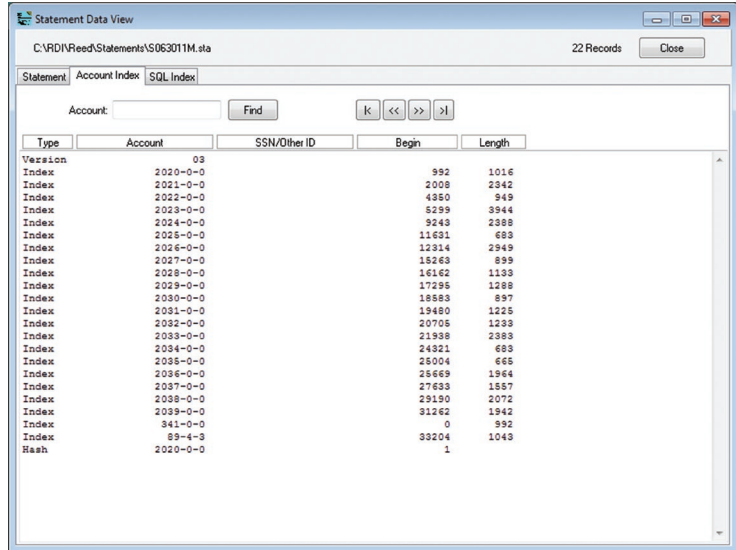 Statement Data View
C:\RDI\Reed\Statements\S063011M.sta 22 Records Close
Statement Account Index SQL Index
Account: Find |< << >> >|
Type Account SSN/Other ID Begin Length
Version 03
Index 2020-0-0 992 1016
Index 2021-0-0 2008 2342
Index 2022-0-0 4350 949
Index 2023-0-0 5299 3944
Index 2024-0-0 9243 2388
Index 2025-0-0 11631 683
Index 2026-0-0 12314 2949
Index 2027-0-0 15263 899
Index 2028-0-0 16162 1133
Index 2029-0-0 17295 1288
Index 2030-0-0 18583 897
Index 2031-0-0 19480 1225
Index 2032-0-0 20705 1233
Index 2033-0-0 21938 2383
Index 2034-0-0 24321 683
Index 2035-0-0 25004 665
Index 2036-0-0 25669 1964
Index 2037-0-0 27633 1557
Index 2038-0-0 29190 2072
Index 2039-0-0 31262 1942
Index 341-0-0 0 992
Index 89-4-3 33204 1043
Hash 2020-0-0 1